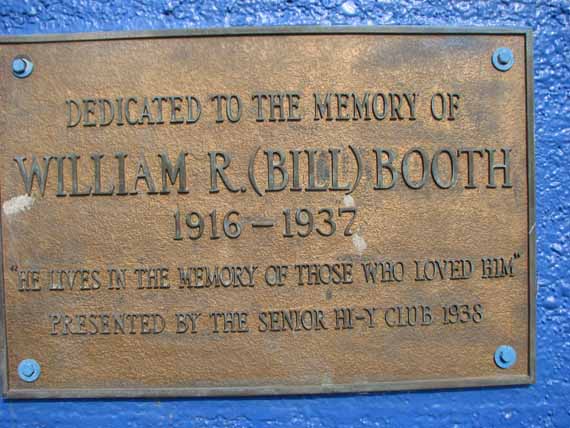 DEDICATED TO THE MEMORY OF
WILLIAM R. (BILL) BOOTH
1916 – 1937
"HE LIVES IN THE MEMORY OF THOSE WHO LOVED HIM"
PRESENTED BY THE SENIOR HI-Y CLUB 1938